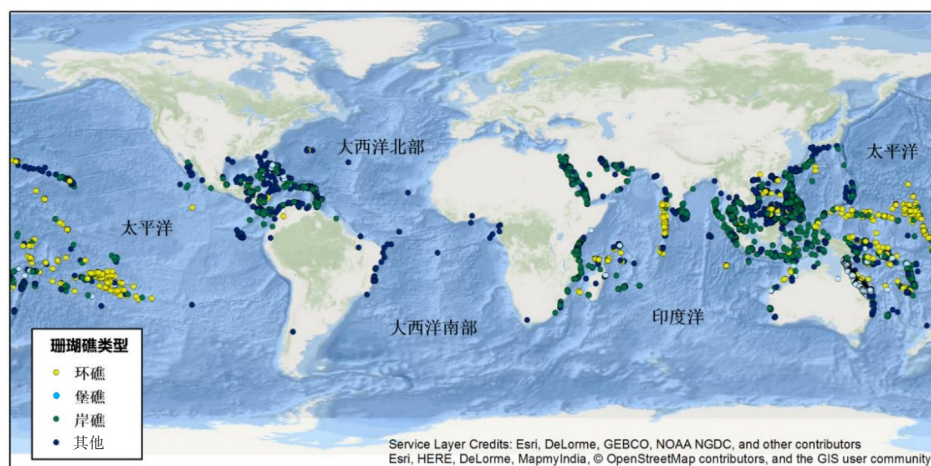 大西洋北部
太平洋
太平洋
大西洋南部
印度洋
珊瑚礁类型
环礁
堡礁
岸礁
其他
Service Layer Credits: Esri, DeLorme, GEBCO, NOAA NGDC, and other contributors
Esri, HERE, DeLorme, MapmyIndia, © OpenStreetMap contributors, and the GIS user community